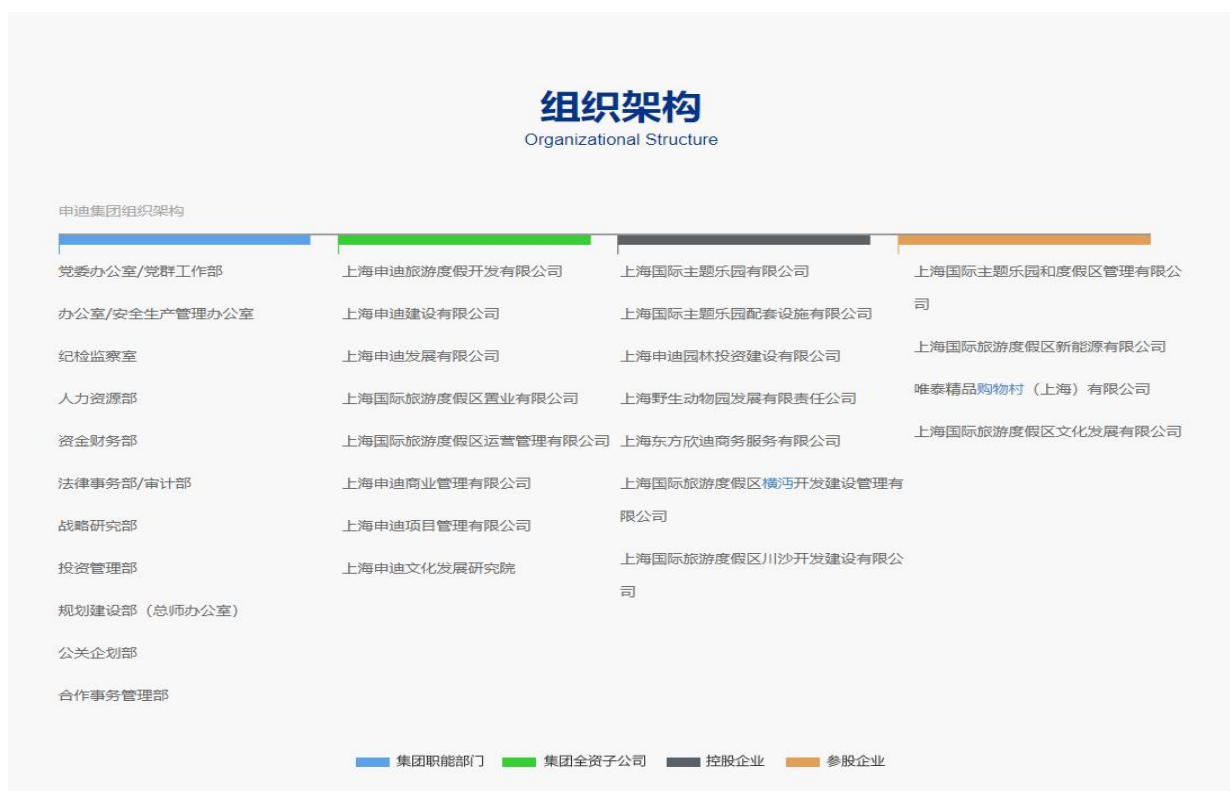 组织架构
Organizational Structure
申迪集团组织架构
党委办公室/党群工作部
办公室/安全生产管理办公室
纪检监察室
人力资源部
资金财务部
法律事务部/审计部
战略研究部
投资管理部
规划建设部（总师办公室）
公关企划部
合作事务管理部
上海申迪旅游度假开发有限公司
上海申迪建设有限公司
上海申迪发展有限公司
上海国际旅游度假区置业有限公司
上海国际旅游度假区运营管理有限公司
上海申迪商业管理有限公司
上海申迪项目管理有限公司
上海申迪文化发展研究院
上海国际主题乐园有限公司
上海国际主题乐园配套设施有限公司
上海申迪园林投资建设有限公司
上海野生动物园发展有限责任公司
上海东方欣迪商务服务有限公司
上海国际旅游度假区横沔开发建设管理有
限公司
上海国际旅游度假区川沙开发建设有限公
司
上海国际主题乐园和度假区管理有限公
司
上海国际旅游度假区新能源有限公司
唯泰精品购物村（上海）有限公司
上海国际旅游度假区文化发展有限公司
集团职能部门 集团全资子公司 控股企业 参股企业